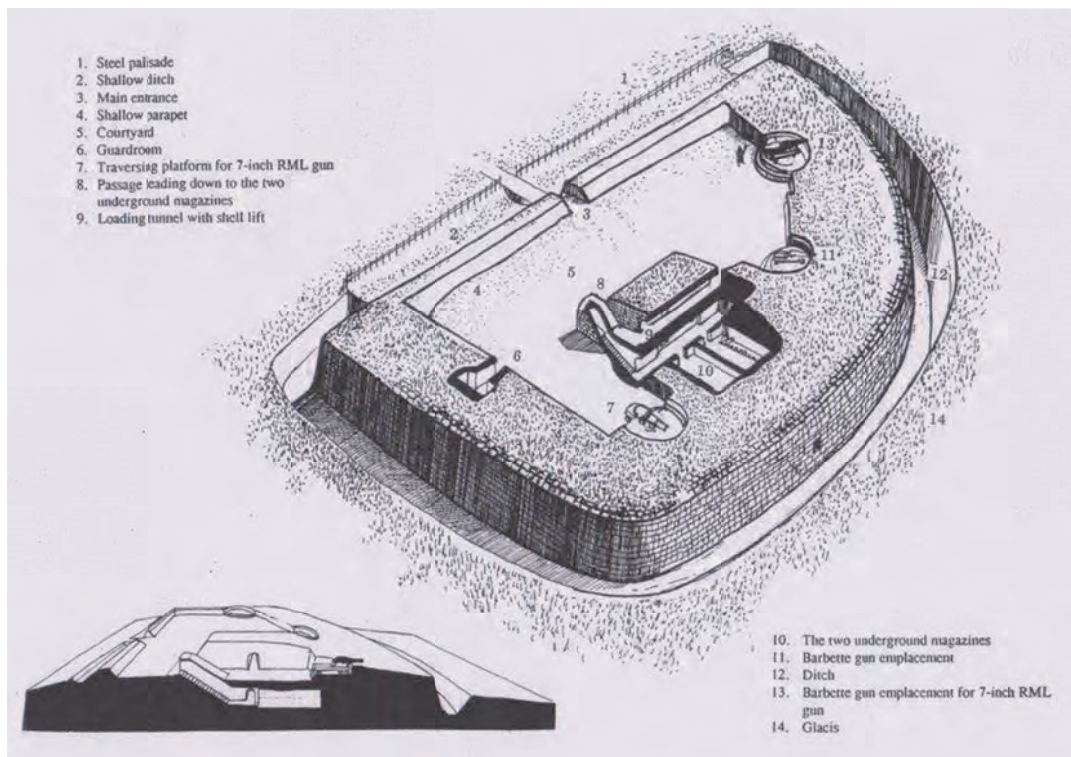 1. Steel palisade
2. Shallow ditch
3. Main entrance
4. Shallow parapet
5. Courtyard
6. Guardroom
7. Traversing platform for 7-inch RML gun
8. Passage leading down to the two
underground magazines
9. Loading tunnel with shell lift
1
13
3
2
11
12
5
8
4
9
6
10
7
14
10. The two underground magazines
11. Barbette gun emplacement
12. Ditch
13. Barbette gun emplacement for 7-inch RML
gun
14. Glacis